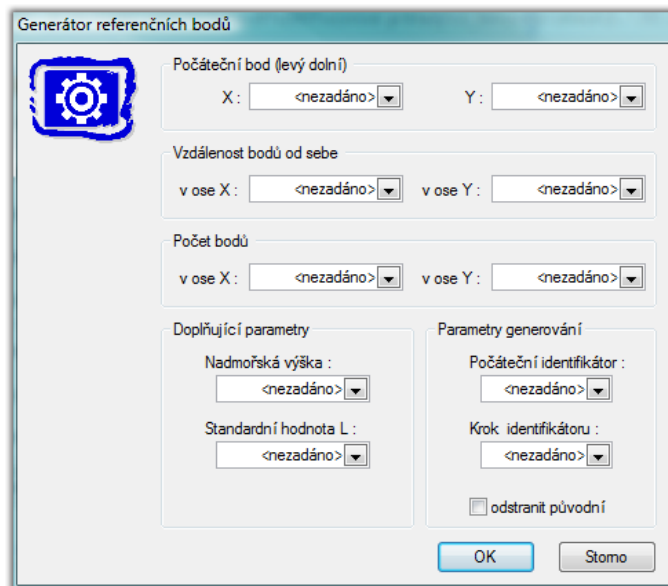 Generátor referenčních bodů
Počáteční bod (levý dolní)
X : <nezadáno> Y : <nezadáno>
Vzdálenost bodů od sebe
v ose X : <nezadáno> v ose Y : <nezadáno>
Počet bodů
v ose X : <nezadáno> v ose Y : <nezadáno>
Doplňující parametry
Nadmořská výška :
<nezadáno>
Standardní hodnota L :
<nezadáno>
Parametry generování
Počáteční identifikátor :
<nezadáno>
Krok identifikátoru :
<nezadáno>
odstranit původní
OK Storno